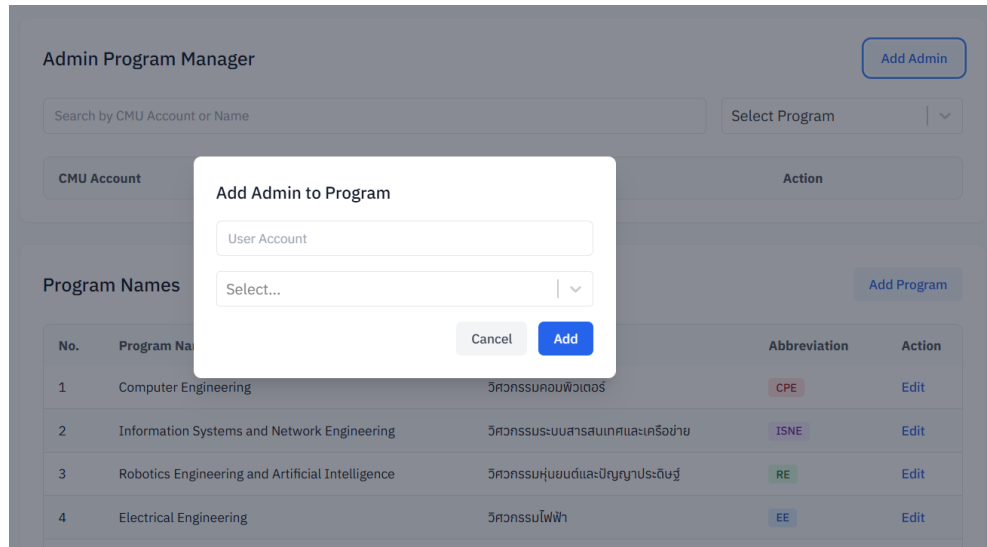 Admin Program Manager
Add Admin
Search by CMU Account or Name
Select Program
CMU Account
Action
Add Admin to Program
User Account
Select...
Cancel
Add
Program Names
Add Program
No. Program Na Abbreviation Action
1 Computer Engineering วิศวกรรมคอมพิวเตอร์ CPE Edit
2 Information Systems and Network Engineering วิศวกรรมระบบสารสนเทศและเครือข่าย ISNE Edit
3 Robotics Engineering and Artificial Intelligence วิศวกรรมหุ่นยนต์และปัญญาประดิษฐ์ RE Edit
4 Electrical Engineering วิศวกรรมไฟฟ้า EE Edit